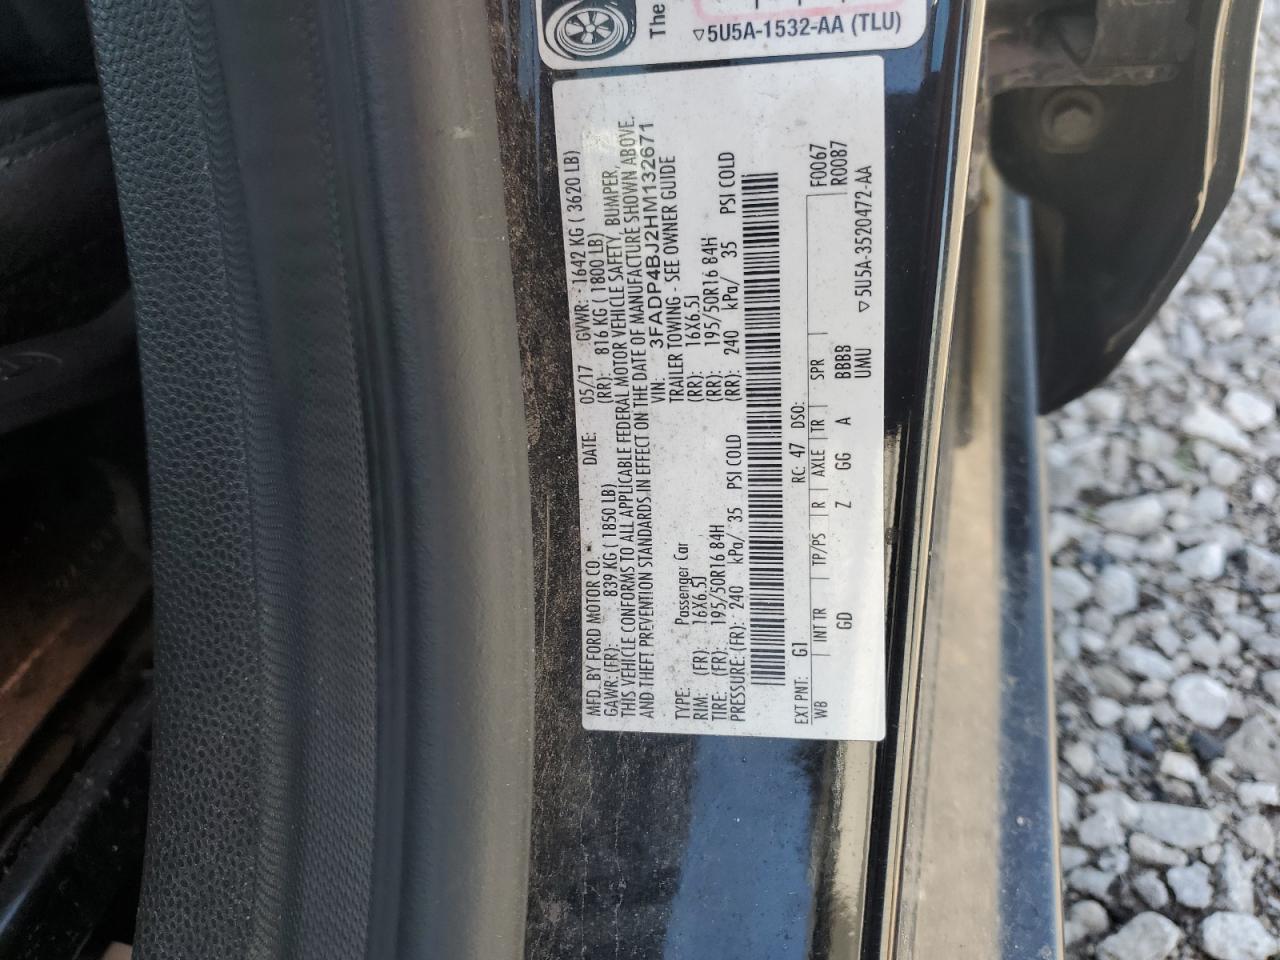 The
▽5U5A-1532-AA (TLU)
MFD. BY FORD MOTOR CO. DATE: 05/17 GVWR: 1642 KG ( 3620 LB)
GAWR: (FR): 839 KG ( 1850 LB) (RR): 816 KG ( 1800 LB)
THIS VEHICLE CONFORMS TO ALL APPLICABLE FEDERAL MOTOR VEHICLE SAFETY, BUMPER,
AND THEFT PREVENTION STANDARDS IN EFFECT ON THE DATE OF MANUFACTURE SHOWN ABOVE.
VIN: 3FADP4BJ2HM132671
TYPE: Passenger Car TRAILER TOWING - SEE OWNER GUIDE
RIM: (FR): 16X6.5J (RR): 16X6.5J
TIRE: (FR): 195/50R16 84H (RR): 195/50R16 84H
PRESSURE: (FR): 240 kPa/ 35 PSI COLD (RR): 240 kPa/ 35 PSI COLD
EXT PNT: G1 RC: 47 DSO: F0067
WB INT TR TP/PS R AXLE TR SPR R0087
GD Z GG A BBBB
UMU
▽5U5A-3520472-AA